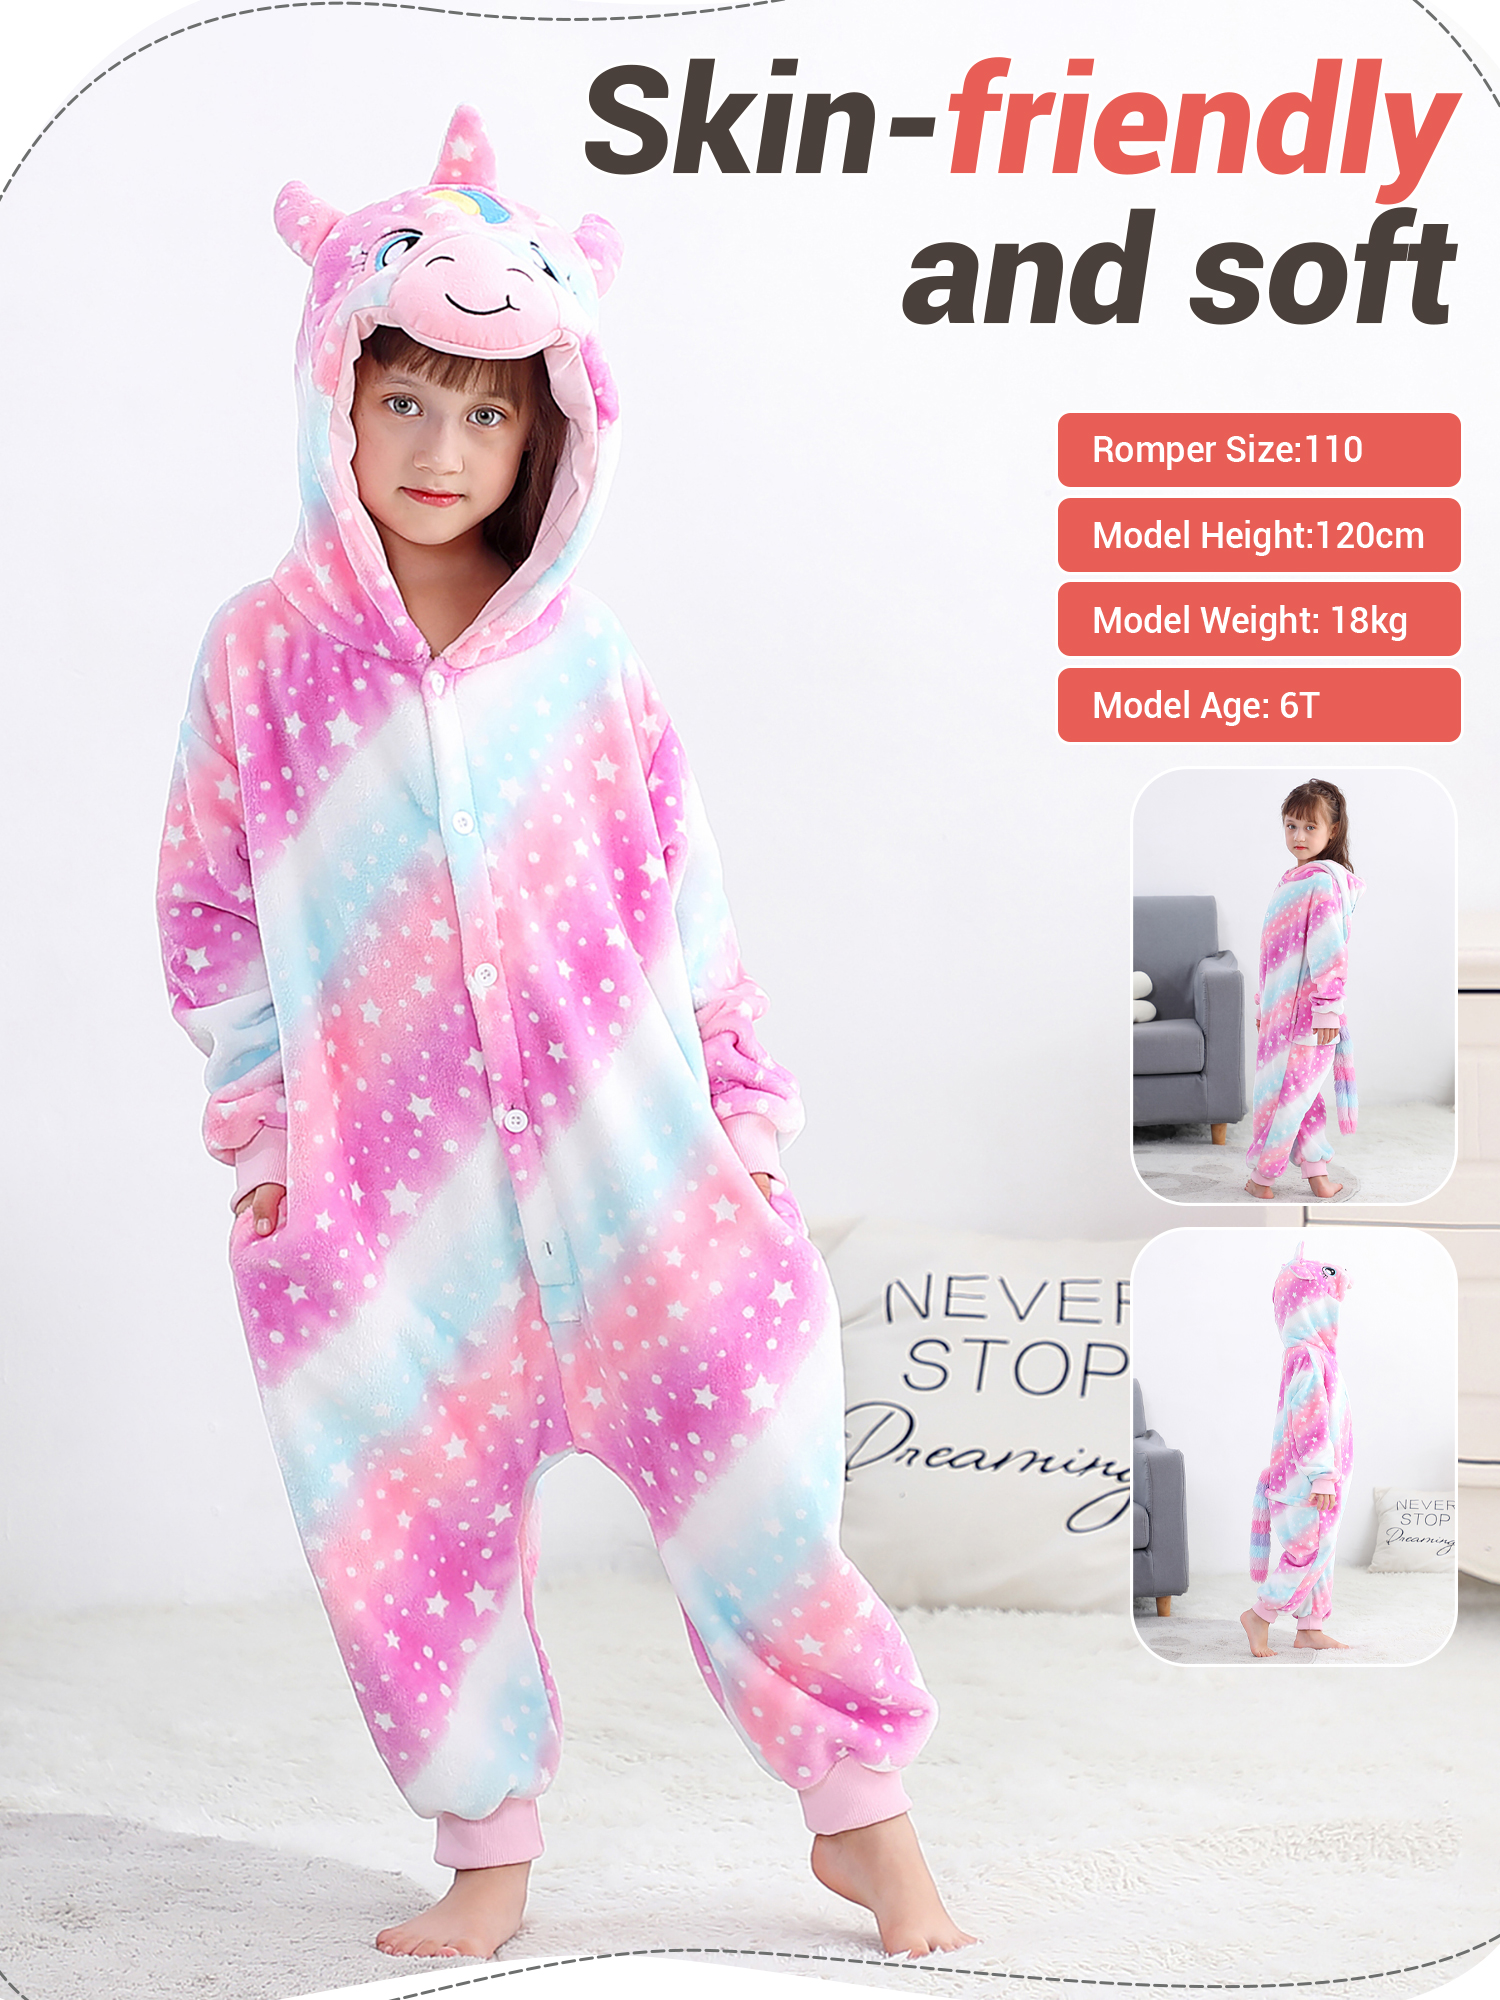 Skin-friendly
and soft
Romper Size:110
Model Height:120cm
Model Weight: 18kg
Model Age: 6T
NEVER
STOP
Dreaming
NEVER
STOP
Dreaming